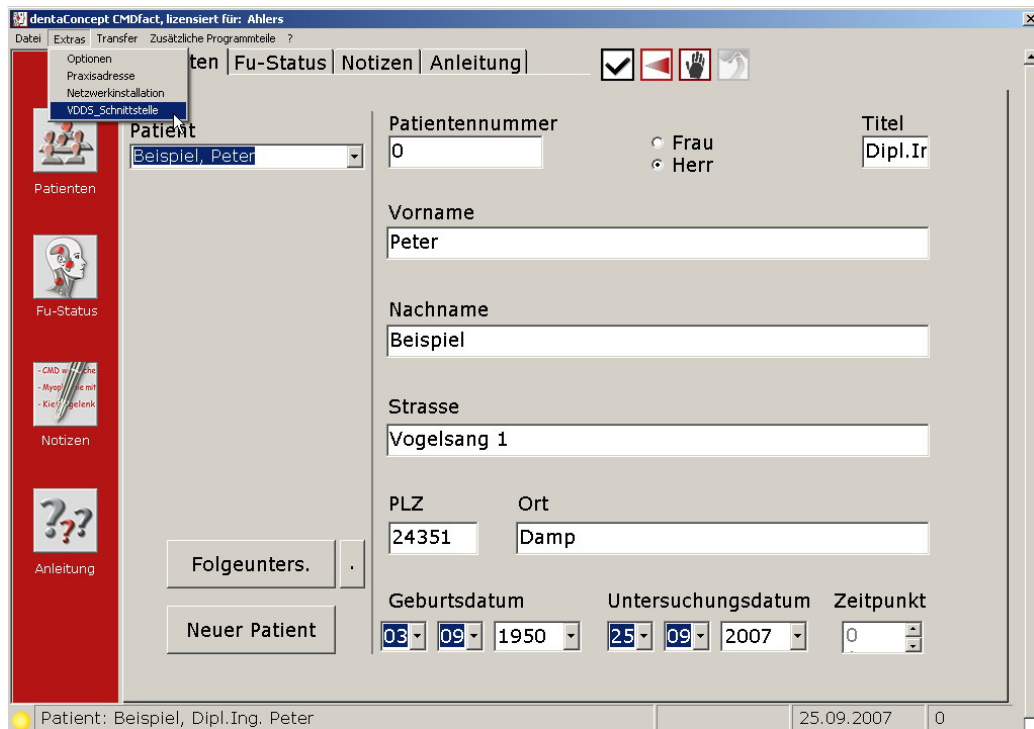 dentaConcept CMDfact, lizensiert für: Ahlers
Datei Extras Transfer Zusätzliche Programmteile ?
Optionen
Praxisadresse
Netzwerkinstallation
VDDS_Schnittstelle
ten Fu-Status Notizen Anleitung
Patienten
Fu-Status
- CMD
- Kie
Notizen
???
Anleitung
Patient
Beispiel, Peter
Folgeunters. .
Neuer Patient
Patientennummer
0
Frau
Herr
Titel
Dipl.Ir
Vorname
Peter
Nachname
Beispiel
Strasse
Vogelsang 1
PLZ Ort
24351 Damp
Geburtsdatum Untersuchungsdatum Zeitpunkt
03 09 1950 25 09 2007 0
Patient: Beispiel, Dipl.Ing. Peter 25.09.2007 0